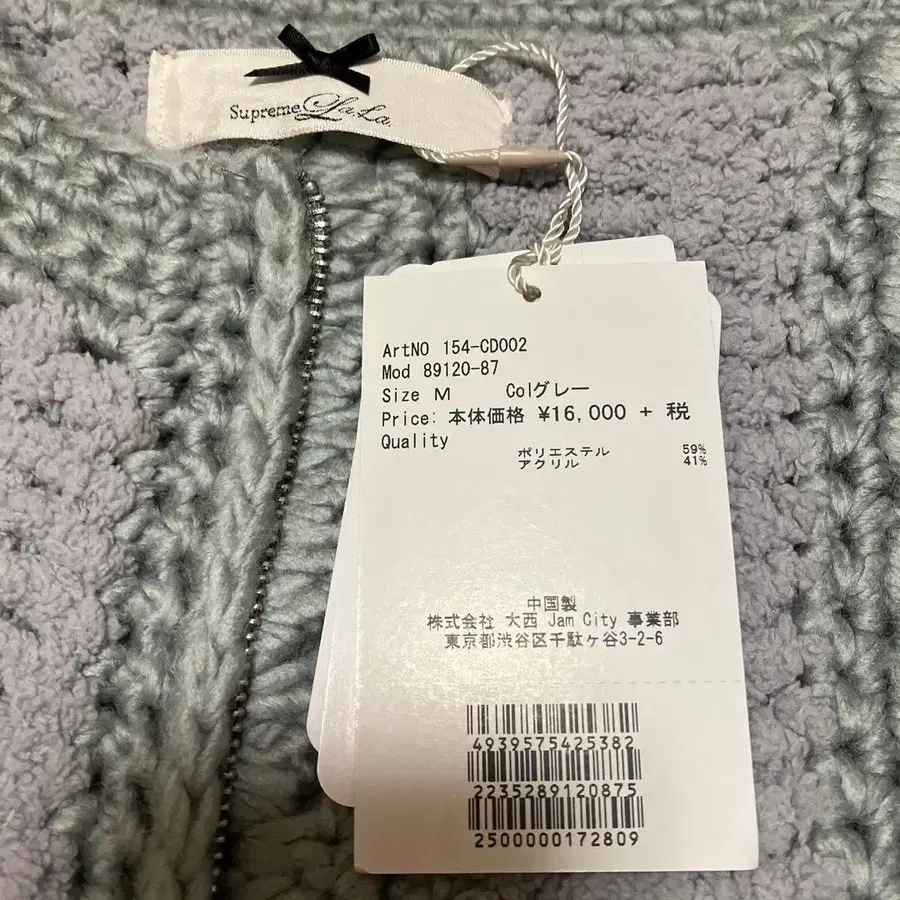 Supreme.La.La.
ArtNO 154-CD002
Mod 89120-87
Size M Colグレー
Price: 本体価格 ¥16,000 + 税
Quality
ポリエステル 59%
アクリル 41%
中国製
株式会社 大西 Jam City 事業部
東京都渋谷区千駄ヶ谷3-2-6
4939575425382
2235289120875
2500000172809